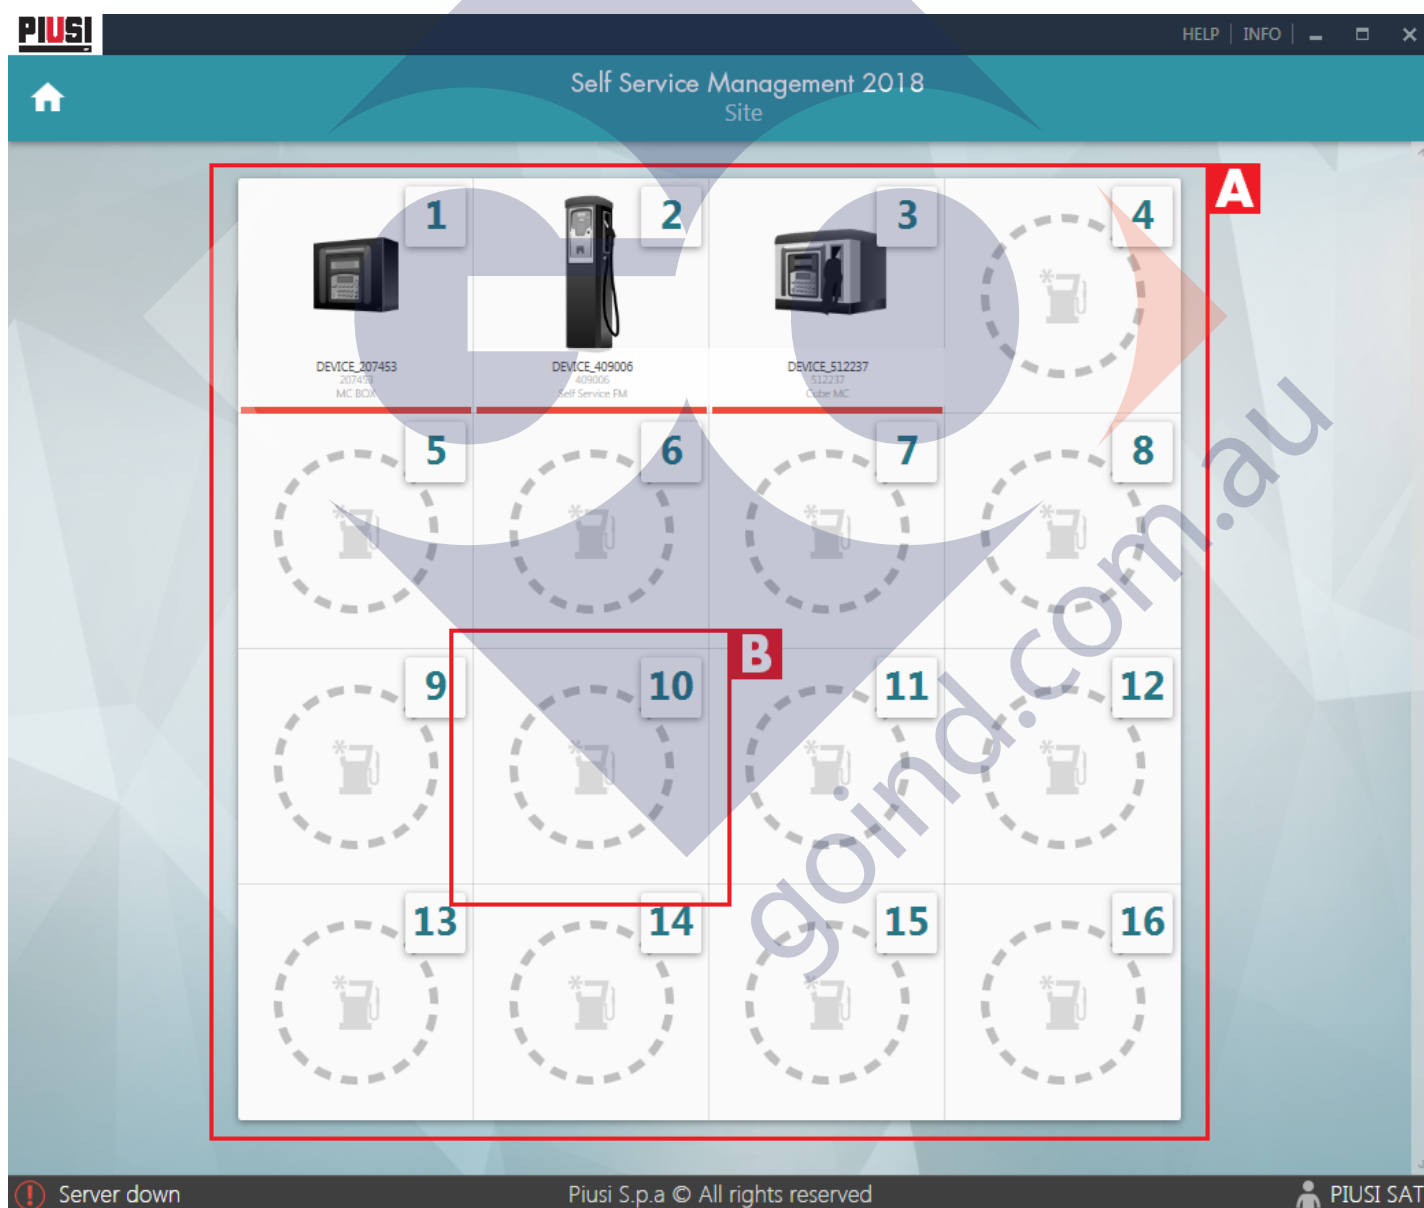 PIUSI
HELP
INFO
Self Service Management 2018
Site
A
1
2
3
4
DEVICE_207453
207453
MC BOX
DEVICE_409006
409006
Self Service FM
DEVICE_512237
512237
Cube MC
5
6
7
8
B
9
10
11
12
13
14
15
16
goind.com.au
Server down
Piusi S.p.a © All rights reserved
PIUSI SAT